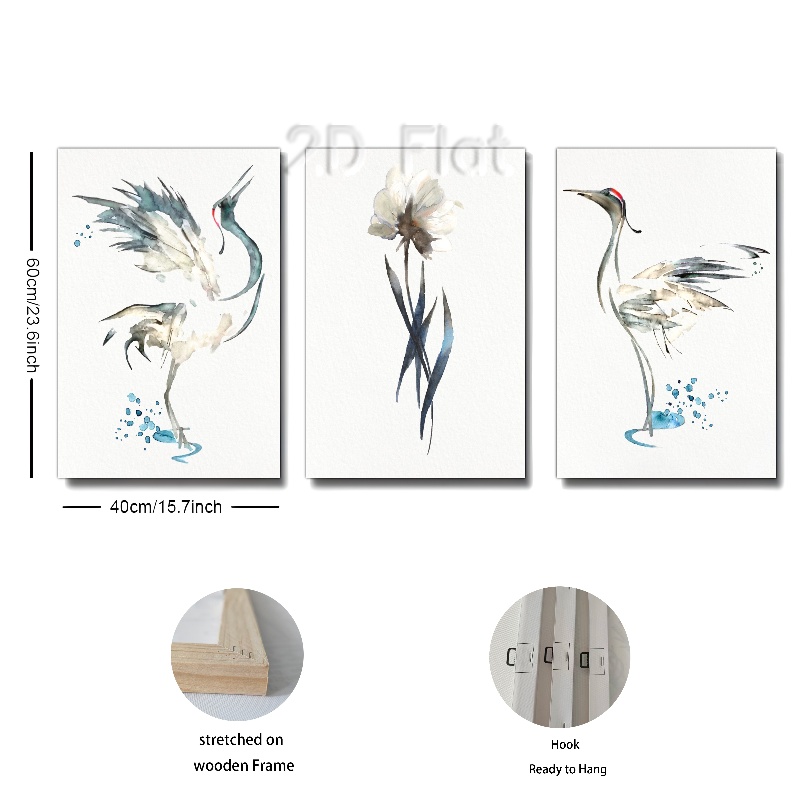 2D Flat
60cm/23.6inch
40cm/15.7inch
stretched on
wooden Frame
Hook
Ready to Hang